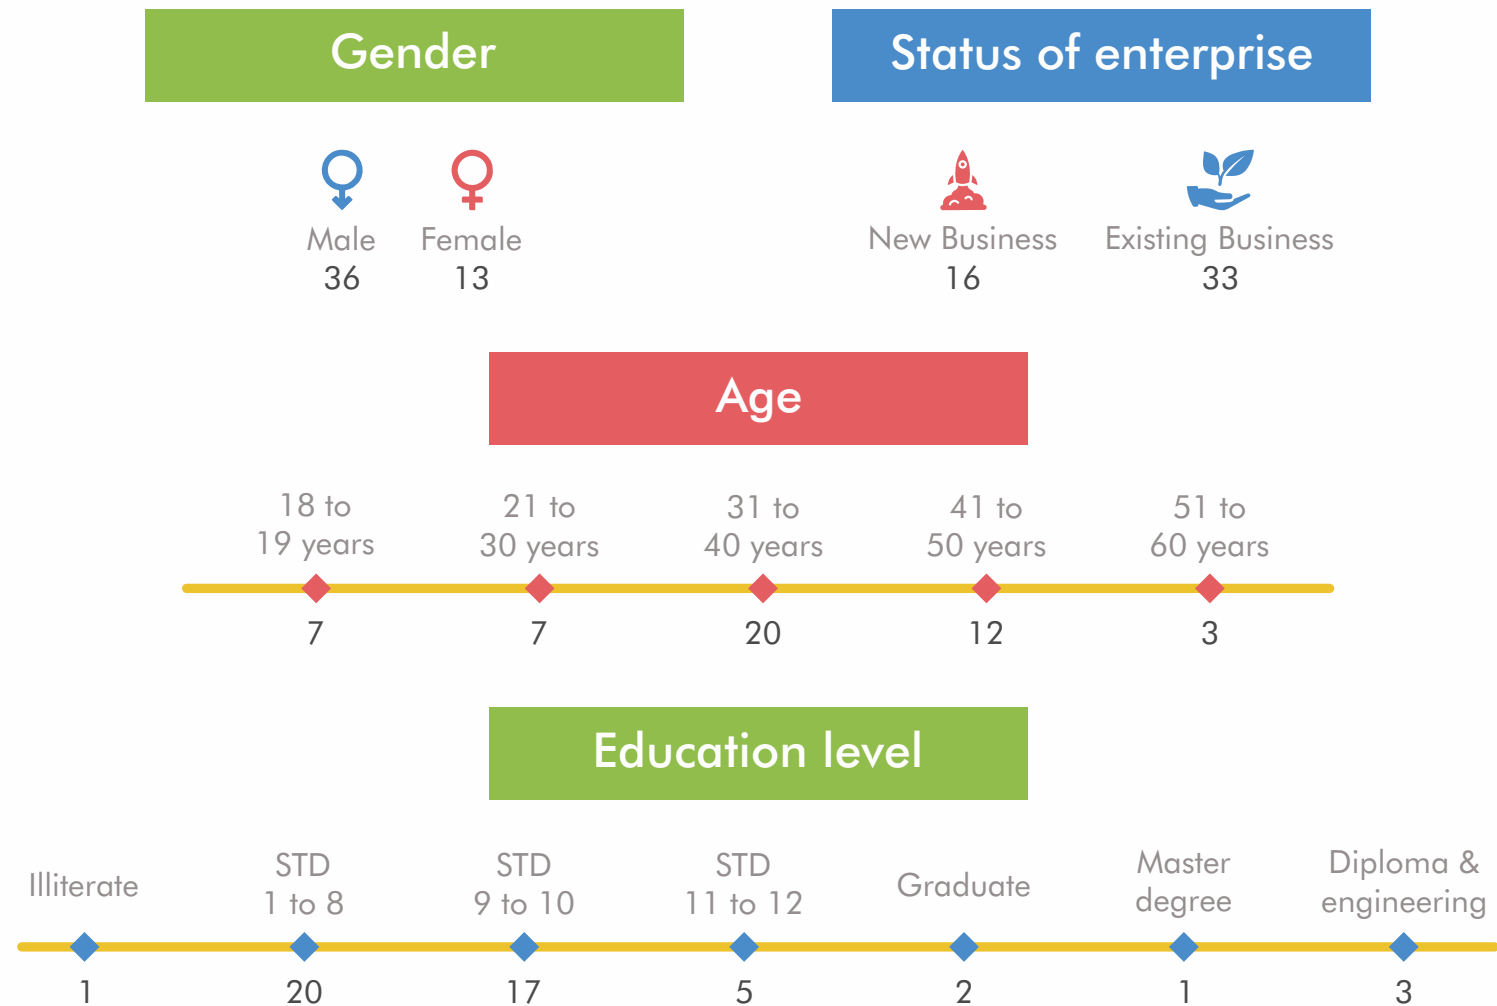 Gender
Status of enterprise
Male
Female
New Business
Existing Business
36
13
16
33
Age
18 to
19 years
21 to
30 years
31 to
40 years
41 to
50 years
51 to
60 years
7
7
20
12
3
Education level
Illiterate
STD
1 to 8
STD
9 to 10
STD
11 to 12
Graduate
Master
degree
Diploma &
engineering
1
20
17
5
2
1
3